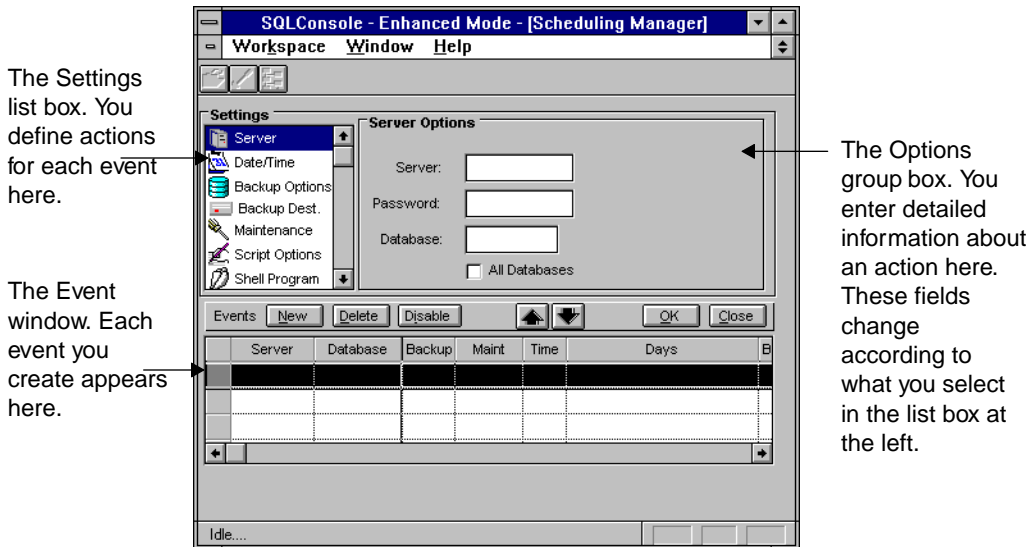 SQLConsole - Enhanced Mode - [Scheduling Manager]
Workspace Window Help
The Settings
list box. You
define actions
for each event
here.
Settings
Server
Date/Time
Backup Options
Backup Dest.
Maintenance
Script Options
Shell Program
Server Options
Server:
Password:
Database:
All Databases
The Options
group box. You
enter detailed
information about
an action here.
These fields
change
according to
what you select
in the list box at
the left.
The Event
window. Each
event you
create appears
here.
Events New Delete Disable OK Close
Server Database Backup Maint Time Days B
Idle....